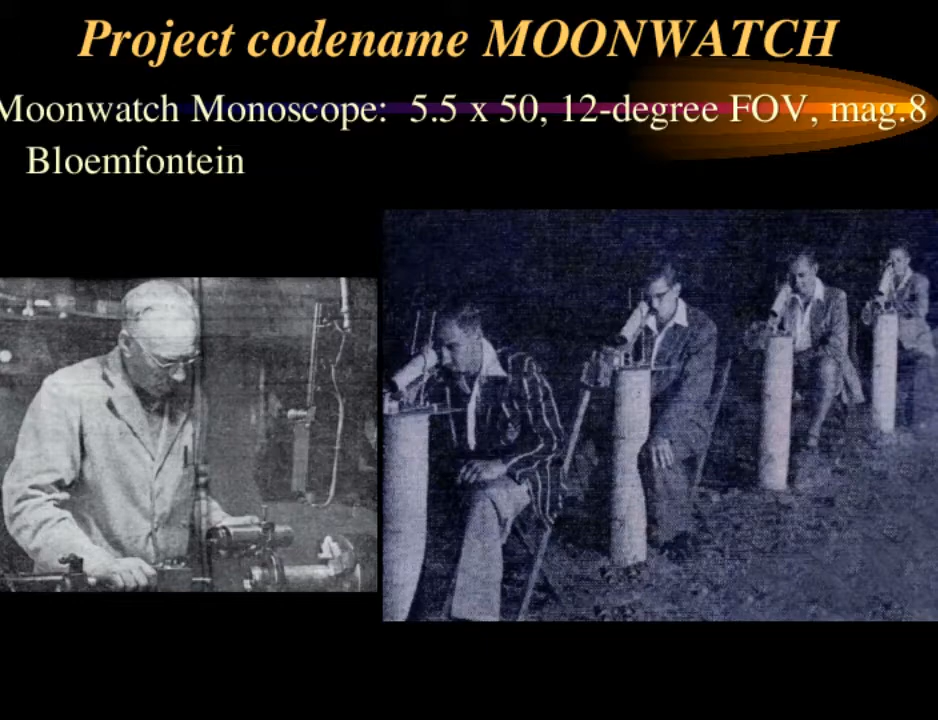 Project codename MOONWATCH
Moonwatch Monoscope: 5.5 x 50, 12-degree FOV, mag.8
Bloemfontein